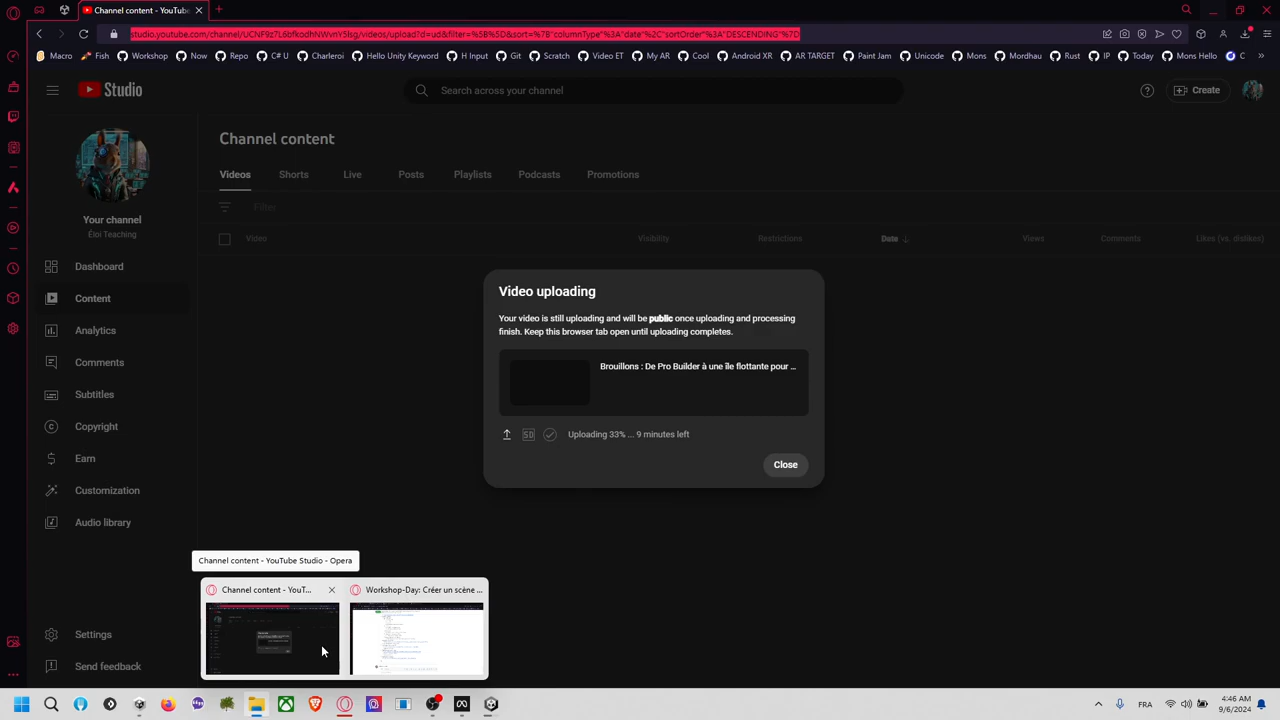 Channel content - YouTube
studio.youtube.com/channel/UCNF9z7L6bfkodhNWvnY5lsg/videos/upload?d=ud&filter=%5B%5D&sort=%7B"columnType"%3A"date"%2C"sortOrder"%3A"DESCENDING"%7D
Macro Fish Workshop Now Repo C# U Charleroi Hello Unity Keyword H Input Git Scratch Video ET My AR Cool Android XR AR TARGET Paint Jam Unicode Mons Mordhau Rust IP Today Mons Hello C
Studio
Search across your channel
Create
Channel content
Videos Shorts Live Posts Playlists Podcasts Promotions
Filter
Video Visibility Restrictions Date Views Comments Likes (vs. dislikes)
Your channel
Éloi Teaching
Dashboard
Content
Analytics
Comments
Subtitles
Copyright
Earn
Customization
Audio library
Settings
Send feedb
Video uploading
Your video is still uploading and will be public once uploading and processing
finish. Keep this browser tab open until uploading completes.
Brouillons : De Pro Builder à une île flottante pour ...
SD Uploading 33% ... 9 minutes left
Close
Channel content - YouTube Studio - Opera
Channel content - YouT... Workshop-Day: Créer un scène ...
4:46 AM
9/6/2024